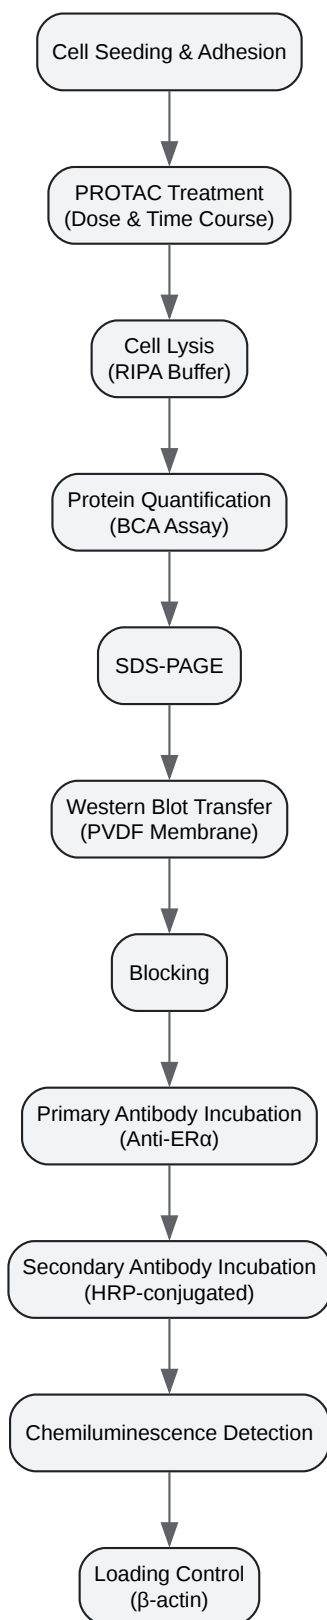 Cell Seeding & Adhesion
PROTAC Treatment
(Dose & Time Course)
Cell Lysis
(RIPA Buffer)
Protein Quantification
(BCA Assay)
SDS-PAGE
Western Blot Transfer
(PVDF Membrane)
Blocking
Primary Antibody Incubation
(Anti-ERα)
Secondary Antibody Incubation
(HRP-conjugated)
Chemiluminescence Detection
Loading Control
(β-actin)